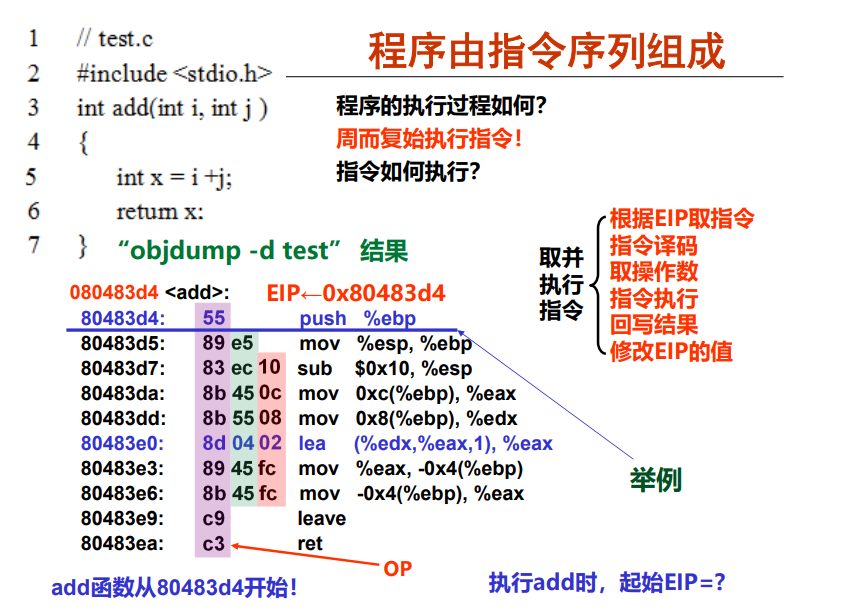 程序由指令序列组成
1 // test.c
2 #include <stdio.h>
3 int add(int i, int j )
4 {
5 int x = i +j;
6 return x:
7 }
程序的执行过程如何?
周而复始执行指令!
指令如何执行?
“objdump -d test” 结果
取并
执行
指令
根据EIP取指令
指令译码
取操作数
指令执行
回写结果
修改EIP的值
080483d4 <add>: EIP←0x80483d4
80483d4: 55 push %ebp
80483d5: 89 e5 mov %esp, %ebp
80483d7: 83 ec 10 sub $0x10, %esp
80483da: 8b 45 0c mov 0xc(%ebp), %eax
80483dd: 8b 55 08 mov 0x8(%ebp), %edx
80483e0: 8d 04 02 lea (%edx,%eax,1), %eax
80483e3: 89 45 fc mov %eax, -0x4(%ebp)
80483e6: 8b 45 fc mov -0x4(%ebp), %eax
80483e9: c9 leave
80483ea: c3 ret
举例
OP
add函数从80483d4开始!
执行add时，起始EIP=?